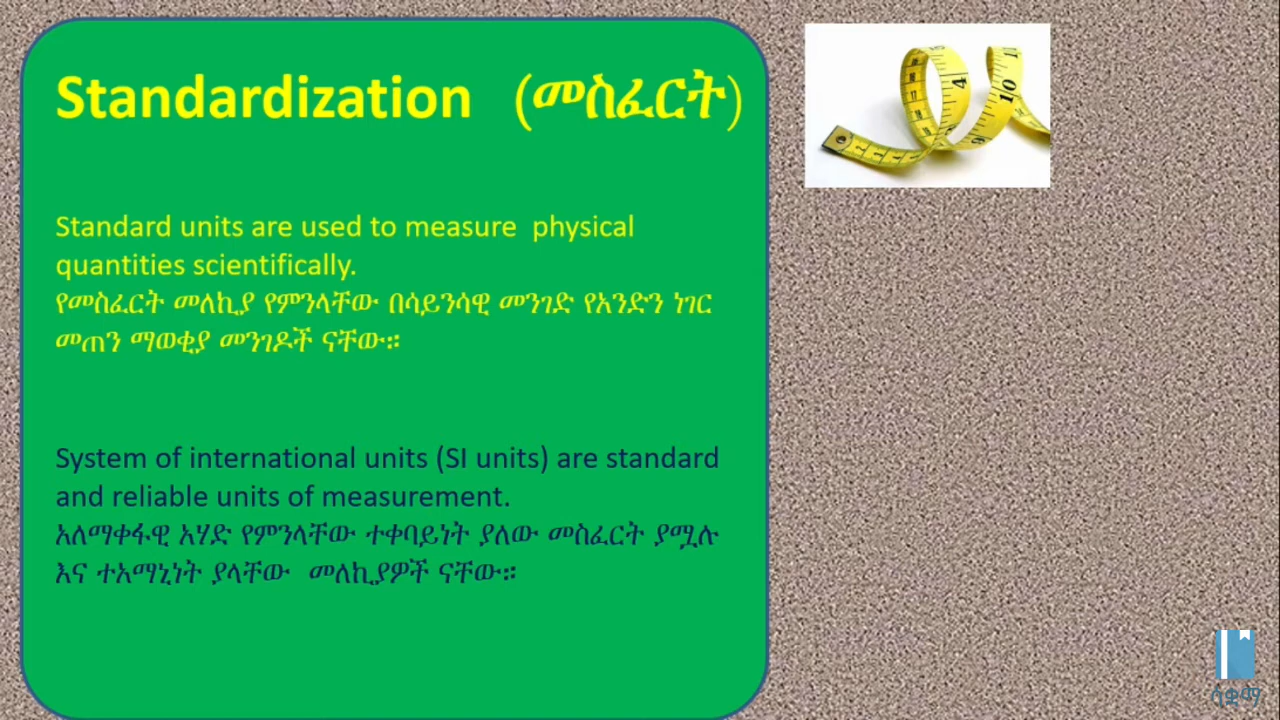 Standardization (መስፈርት)
Standard units are used to measure physical
quantities scientifically.
የመስፈርት መለኪያ የምንላቸው በሳይንሳዊ መንገድ የአንድን ነገር
መጠን ማወቂያ መንገዶች ናቸው።
System of international units (SI units) are standard
and reliable units of measurement.
አለማቀፋዊ አሃድ የምንላቸው ተቀባይነት ያለው መስፈርት ያሟሉ
እና ተአማኒነት ያላቸው መለኪያዎች ናቸው።